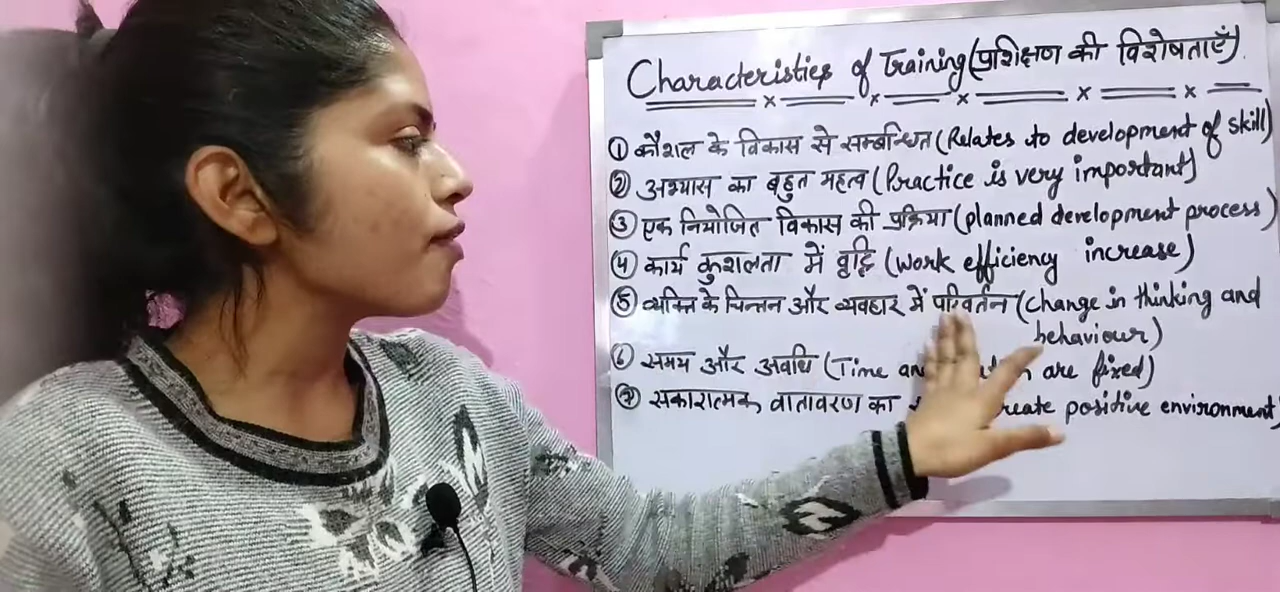 Characteristics of Training (प्रशिक्षण की विशेषताएँ)
① कौशल के विकास से सम्बन्धित (Relates to development of skill)
② अभ्यास का बहुत महत्व (Practice is very important)
③ एक नियोजित विकास की प्रक्रिया (planned development process)
④ कार्य कुशलता में वृद्धि (Work efficiency increase)
⑤ व्यक्ति के चिन्तन और व्यवहार में परिवर्तन (change in thinking and
behaviour)
⑥ समय और अवधि (Time are fixed)
⑦ सकारात्मक वातावरण का positive environment)